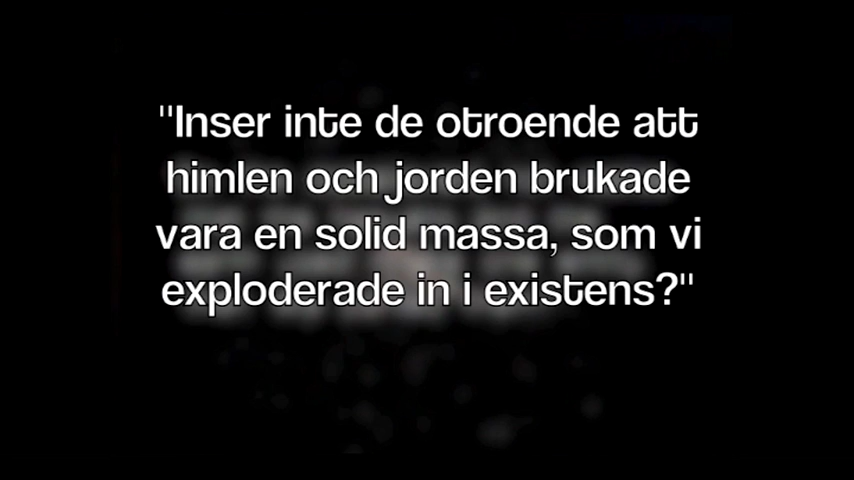 "Inser inte de otroende att
himlen och jorden brukade
vara en solid massa, som vi
exploderade in i existens?"